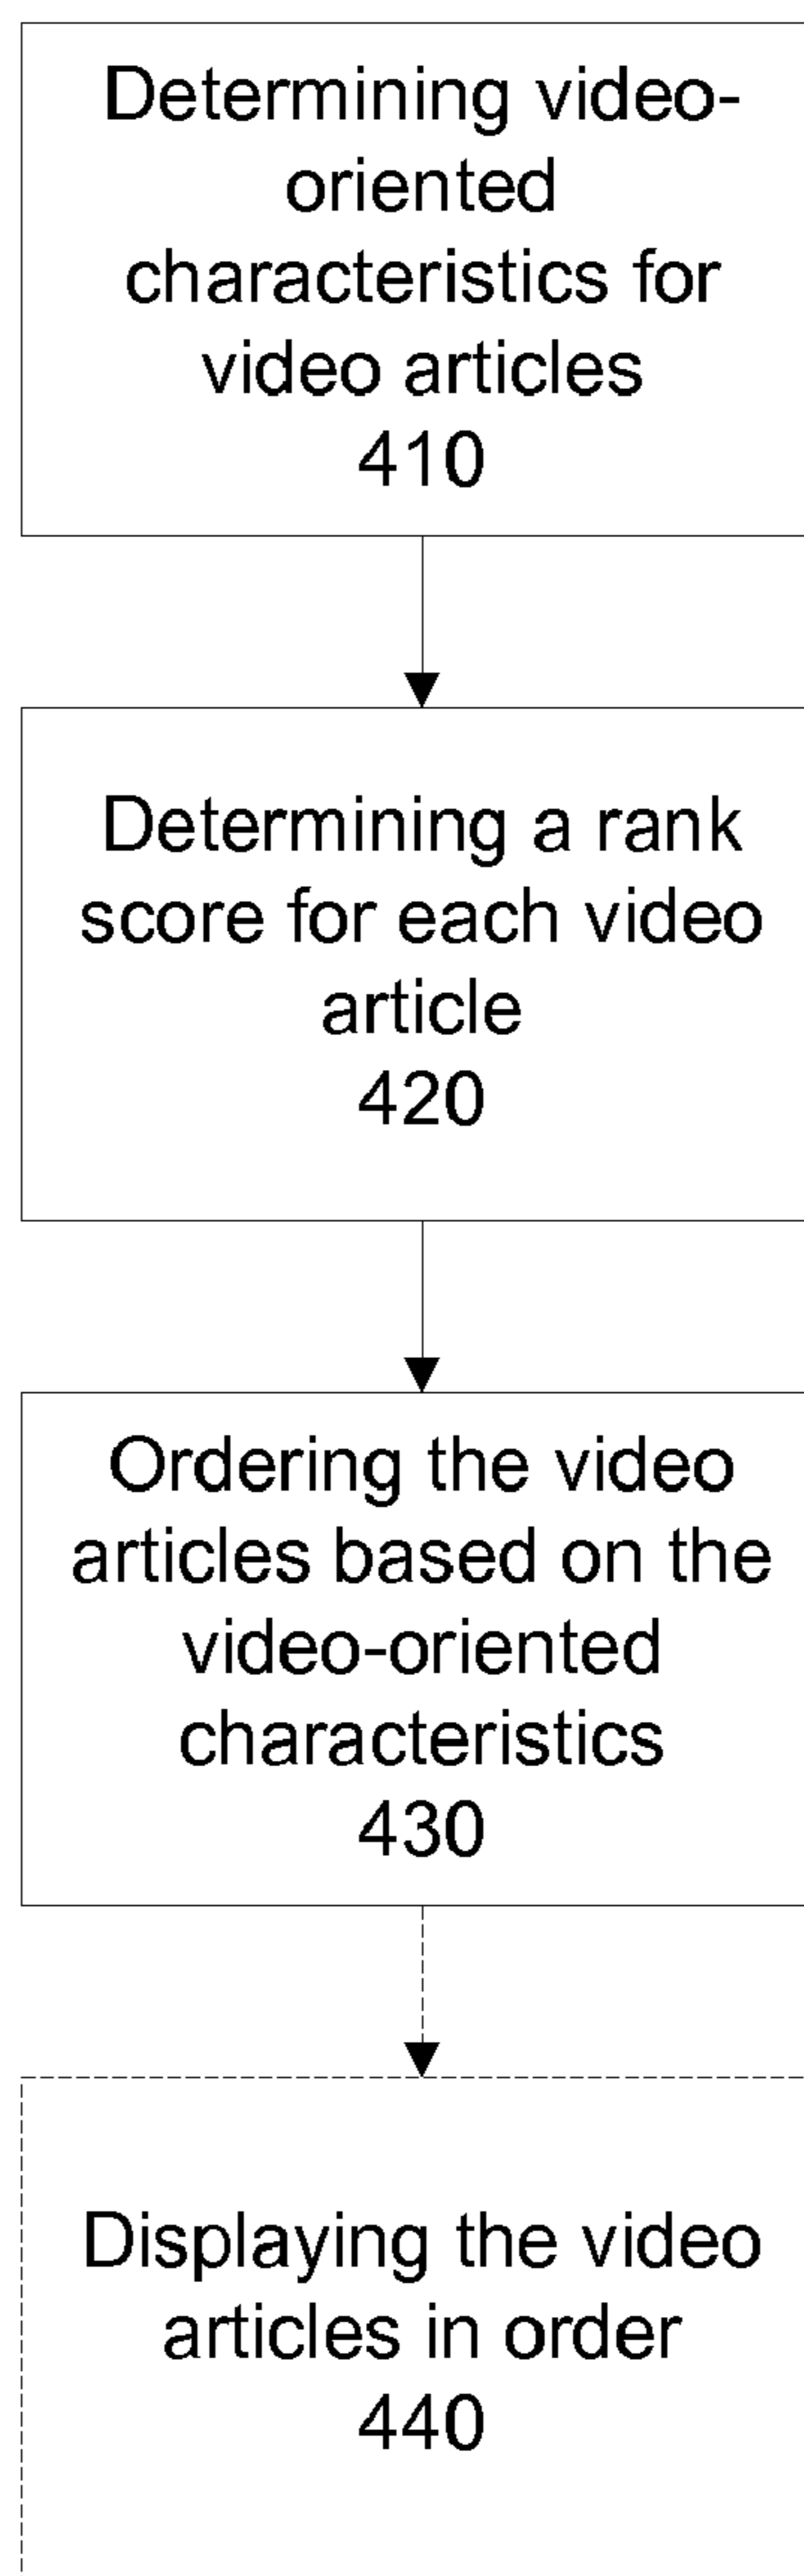 Determining video-
oriented
characteristics for
video articles
410
Determining a rank
score for each video
article
420
Ordering the video
articles based on the
video-oriented
characteristics
430
Displaying the video
articles in order
440